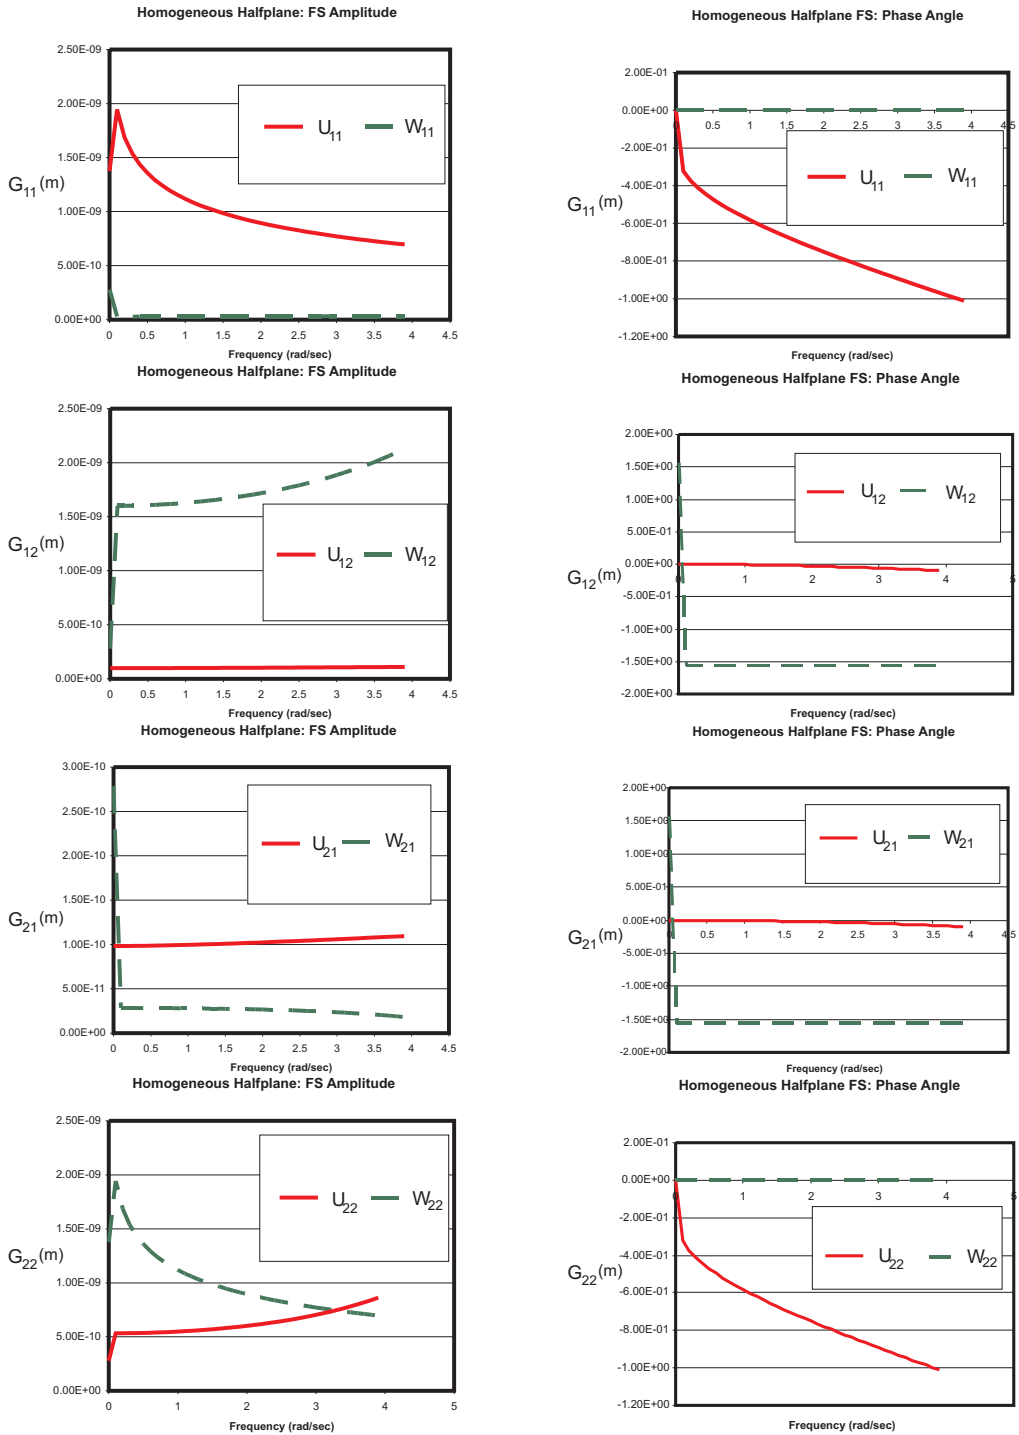 Homogeneous Halfplane: FS Amplitude
2.50E-09
2.00E-09
1.50E-09
1.00E-09
5.00E-10
0.00E+00
G11(m)
U11 W11
0 0.5 1 1.5 2 2.5 3 3.5 4 4.5
Frequency (rad/sec)
Homogeneous Halfplane FS: Phase Angle
2.00E-01
0.00E+00
-2.00E-01
-4.00E-01
-6.00E-01
-8.00E-01
-1.00E+00
-1.20E+00
G11(m)
0 0.5 1 1.5 2 2.5 3 3.5 4 4.5
U11 W11
Frequency (rad/sec)
Homogeneous Halfplane: FS Amplitude
2.50E-09
2.00E-09
1.50E-09
1.00E-09
5.00E-10
0.00E+00
G12(m)
U12 W12
0 0.5 1 1.5 2 2.5 3 3.5 4 4.5
Frequency (rad/sec)
Homogeneous Halfplane FS: Phase Angle
2.00E+00
1.50E+00
1.00E+00
5.00E-01
0.00E+00
-5.00E-01
-1.00E+00
-1.50E+00
-2.00E+00
G12(m)
U12 W12
0 1 2 3 4 5
Frequency (rad/sec)
Homogeneous Halfplane: FS Amplitude
3.00E-10
2.50E-10
2.00E-10
1.50E-10
1.00E-10
5.00E-11
0.00E+00
G21(m)
U21 W21
0 0.5 1 1.5 2 2.5 3 3.5 4 4.5
Frequency (rad/sec)
Homogeneous Halfplane FS: Phase Angle
2.00E+00
1.50E+00
1.00E+00
5.00E-01
0.00E+00
-5.00E-01
-1.00E+00
-1.50E+00
-2.00E+00
G21(m)
U21 W21
0 0.5 1 1.5 2 2.5 3 3.5 4 4.5
Frequency (rad/sec)
Homogeneous Halfplane: FS Amplitude
2.50E-09
2.00E-09
1.50E-09
1.00E-09
5.00E-10
0.00E+00
G22(m)
U22 W22
0 1 2 3 4 5
Frequency (rad/sec)
Homogeneous Halfplane FS: Phase Angle
2.00E-01
0.00E+00
-2.00E-01
-4.00E-01
-6.00E-01
-8.00E-01
-1.00E+00
-1.20E+00
G22(m)
0 1 2 3 4 5
U22 W22
Frequency (rad/sec)